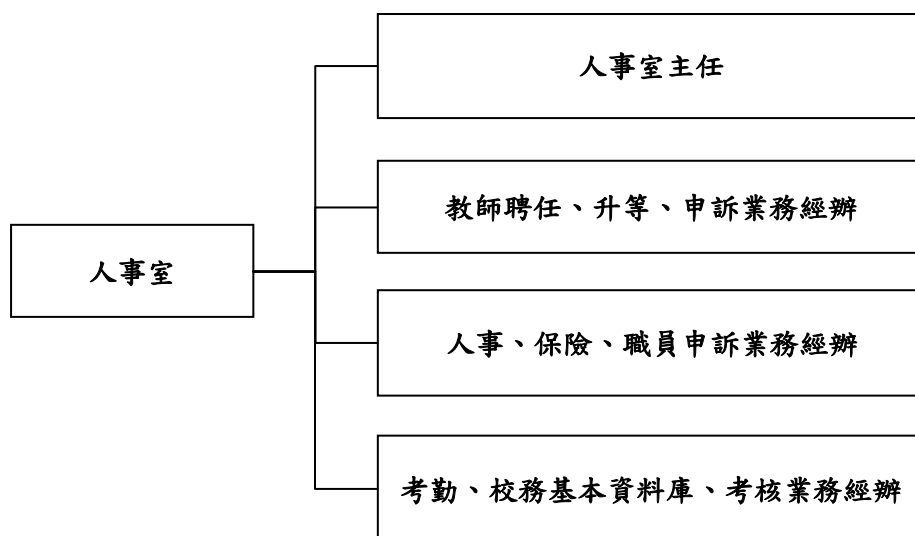 人事室主任
教師聘任、升等、申訴業務經辦
人事室
人事、保險、職員申訴業務經辦
考勤、校務基本資料庫、考核業務經辦